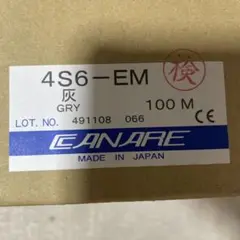 4S6-EM
検
灰
GRY 100 M
LOT. NO. 491108 066 CE
CANARE
MADE IN JAPAN